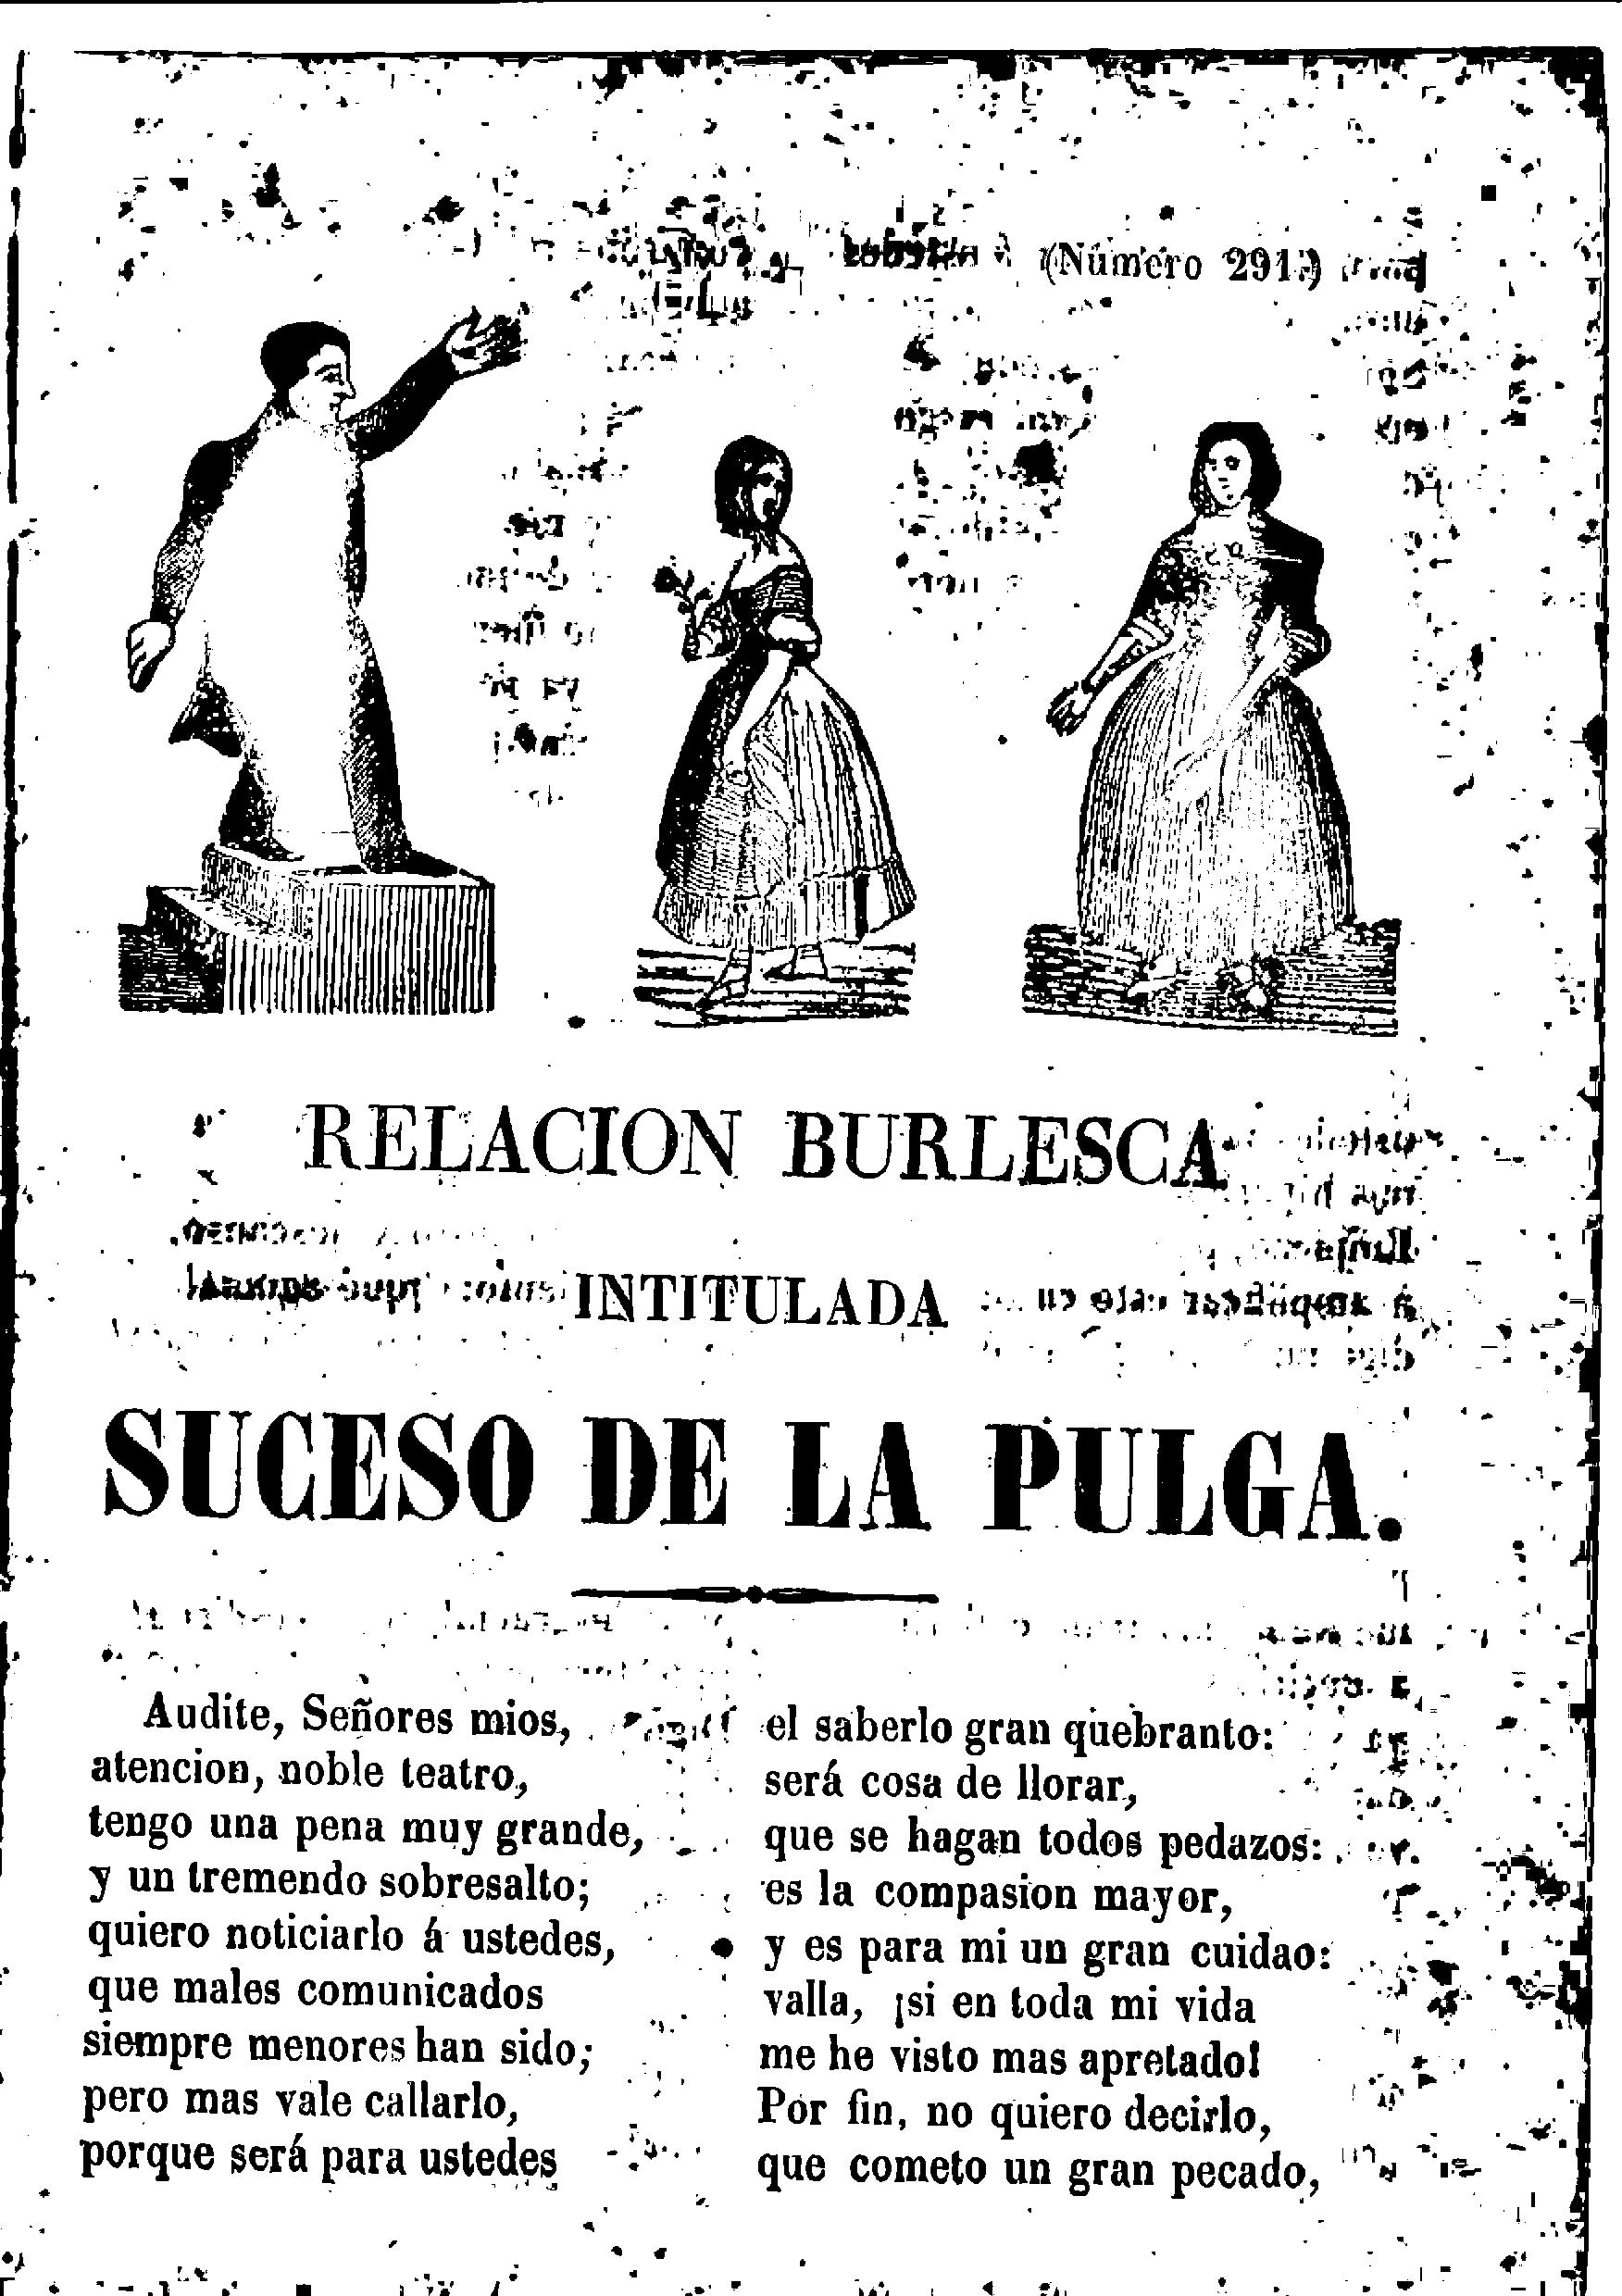 (Número 291.)
RELACION BURLESCA
INTITULADA
SUCESO DE LA PULGA.
Audite, Señores mios,
atencion, noble teatro,
tengo una pena muy grande,
y un tremendo sobresalto;
quiero noticiarlo á ustedes,
que males comunicados
siempre menores han sido;
pero mas vale callarlo,
porque será para ustedes
el saberlo gran quebranto:
será cosa de llorar,
que se hagan todos pedazos:
es la compasion mayor,
y es para mi un gran cuidao:
valla, ¡si en toda mi vida
me he visto mas apretado!
Por fin, no quiero decirlo,
que cometo un gran pecado,